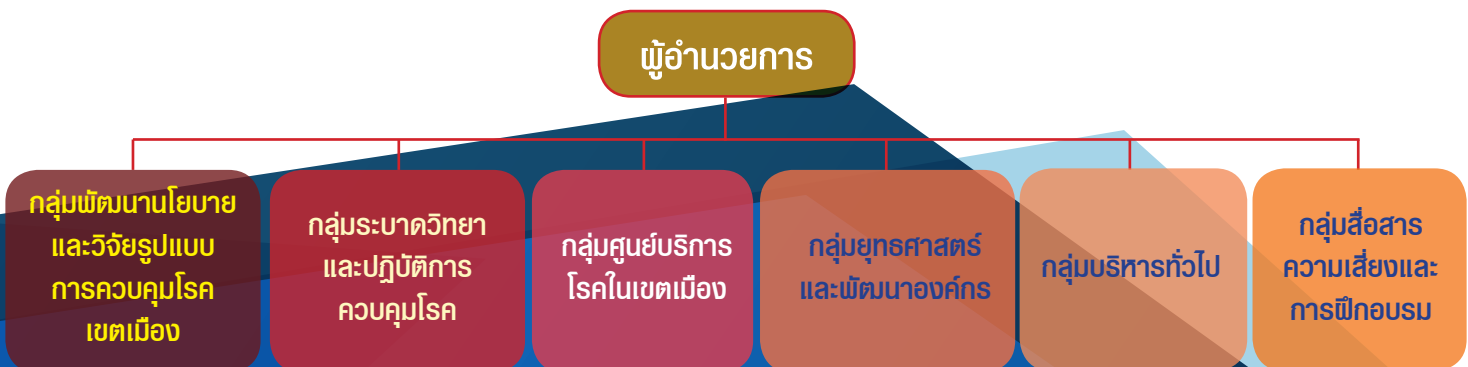 ผู้อำนวยการ
กลุ่มพัฒนานโยบาย
และวิจัยรูปแบบ
การควบคุมโรค
เขตเมือง
กลุ่มระบาดวิทยา
และปฏิบัติการ
ควบคุมโรค
กลุ่มศูนย์บริการ
โรคในเขตเมือง
กลุ่มยุทธศาสตร์
และพัฒนาองค์กร
กลุ่มบริหารทั่วไป
กลุ่มสื่อสาร
ความเสี่ยงและ
การฝึกอบรม